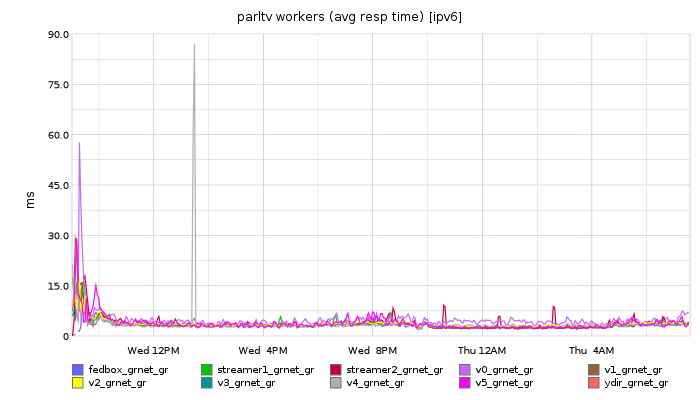 parltv workers (avg resp time) [ipv6]
90.0
75.0
60.0
45.0
30.0
15.0
0
ms
Wed 12PM Wed 4PM Wed 8PM Thu 12AM Thu 4AM
fedbox_grnet_gr streamer1_grnet_gr streamer2_grnet_gr v0_grnet_gr v1_grnet_gr
v2_grnet_gr v3_grnet_gr v4_grnet_gr v5_grnet_gr ydir_grnet_gr